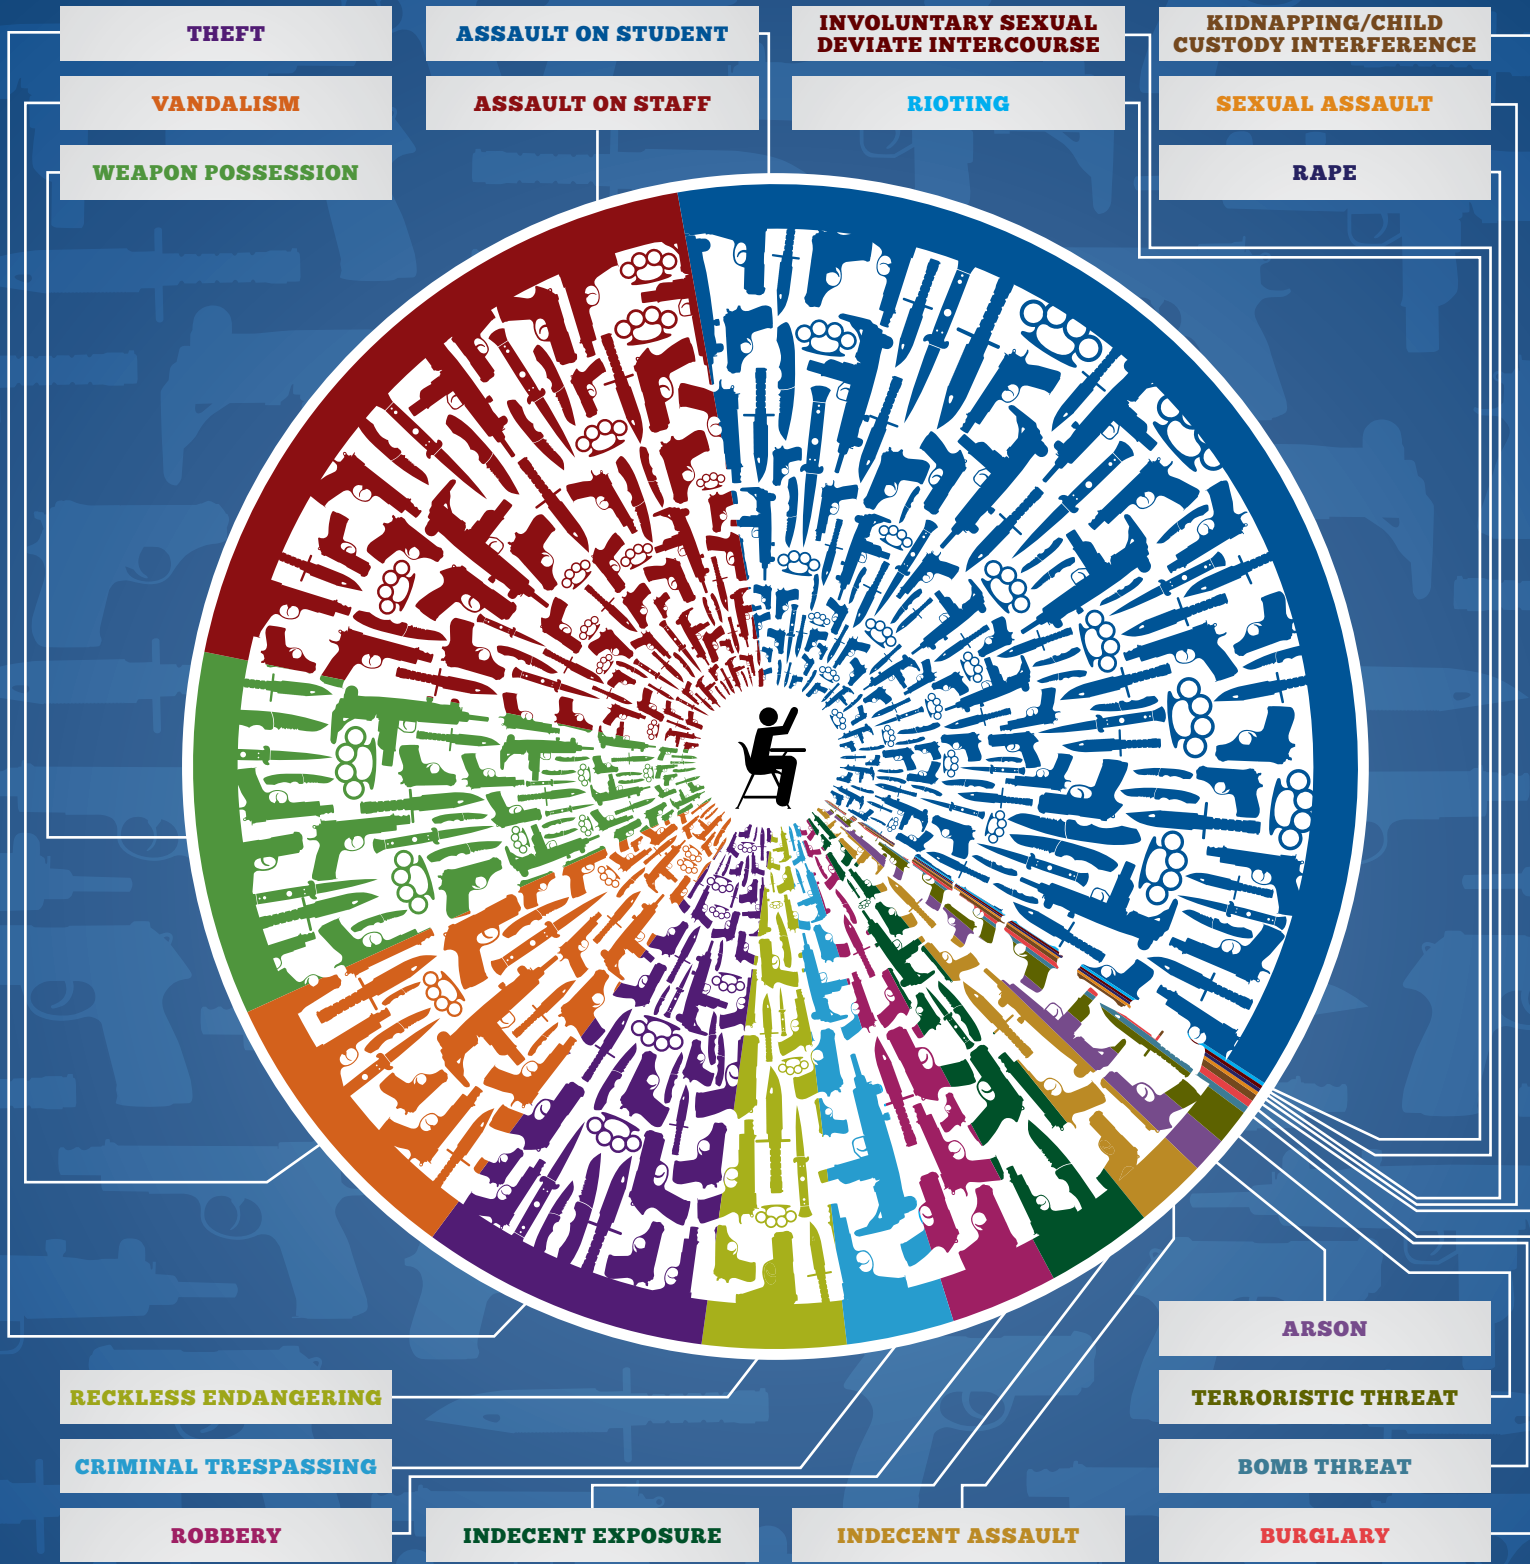 THEFT
ASSAULT ON STUDENT
INVOLUNTARY SEXUAL
DEVIATE INTERCOURSE
KIDNAPPING/CHILD
CUSTODY INTERFERENCE
VANDALISM
ASSAULT ON STAFF
RIOTING
SEXUAL ASSAULT
WEAPON POSSESSION
RAPE
ARSON
RECKLESS ENDANGERING
TERRORISTIC THREAT
CRIMINAL TRESPASSING
BOMB THREAT
ROBBERY
INDECENT EXPOSURE
INDECENT ASSAULT
BURGLARY